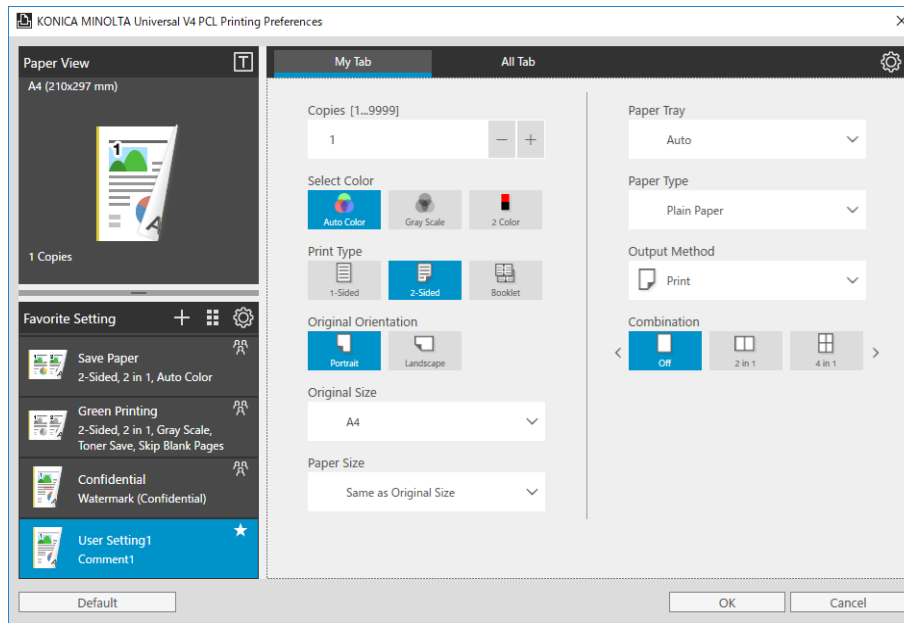 KONICA MINOLTA Universal V4 PCL Printing Preferences
Paper View
T
A4 (210x297 mm)
1
A
1 Copies
Favorite Setting
Save Paper
2-Sided, 2 in 1, Auto Color
Green Printing
2-Sided, 2 in 1, Gray Scale,
Toner Save, Skip Blank Pages
Confidential
Watermark (Confidential)
User Setting1
Comment1
My Tab
All Tab
Copies [1...9999]
1
Select Color
Auto Color
Gray Scale
2 Color
Print Type
1-Sided
2-Sided
Booklet
Original Orientation
Portrait
Landscape
Original Size
A4
Paper Size
Same as Original Size
Paper Tray
Auto
Paper Type
Plain Paper
Output Method
Print
Combination
Off
2 in 1
4 in 1
Default
OK
Cancel